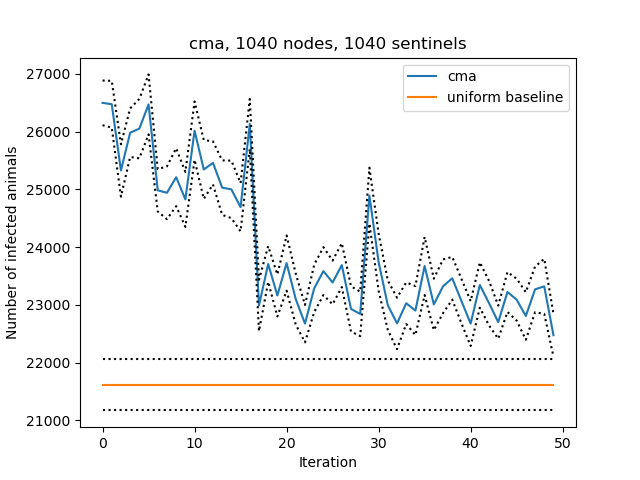 cma, 1040 nodes, 1040 sentinels
cma
uniform baseline
Number of infected animals
27000
26000
25000
24000
23000
22000
21000
0 10 20 30 40 50
Iteration